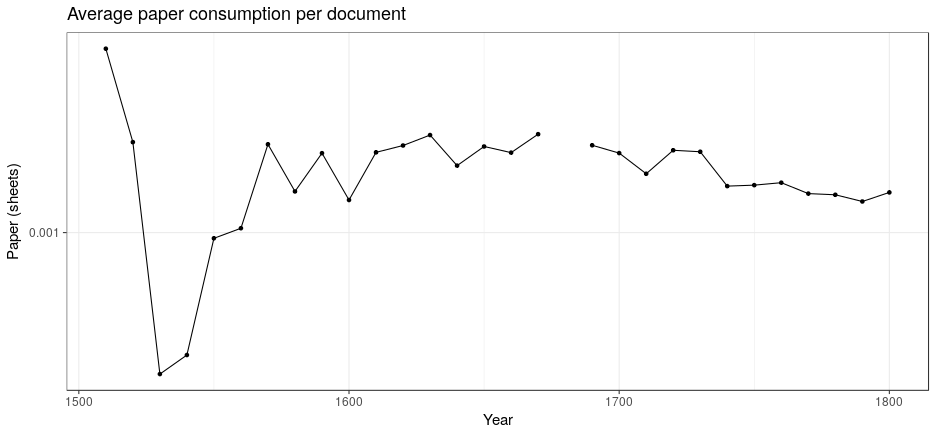 Average paper consumption per document
Paper (sheets)
0.001
1500 1600 1700 1800
Year